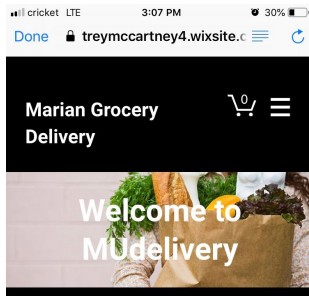 cricket LTE 3:07 PM 30%
Done treymccartney4.wixsite.c
Marian Grocery 0
Delivery
Welcome to
MUdelivery